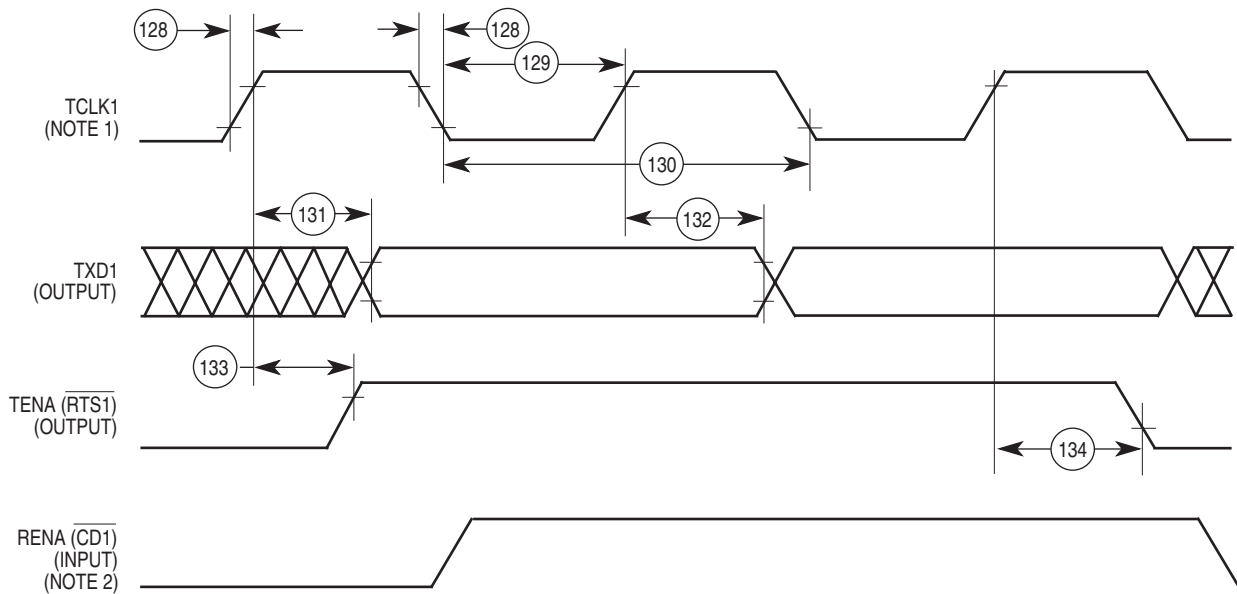 128
128
129
TCLK1
(NOTE 1)
130
131
132
TXD1
(OUTPUT)
133
TENA (RTS1)
(OUTPUT)
134
RENA (CD1)
(INPUT)
(NOTE 2)